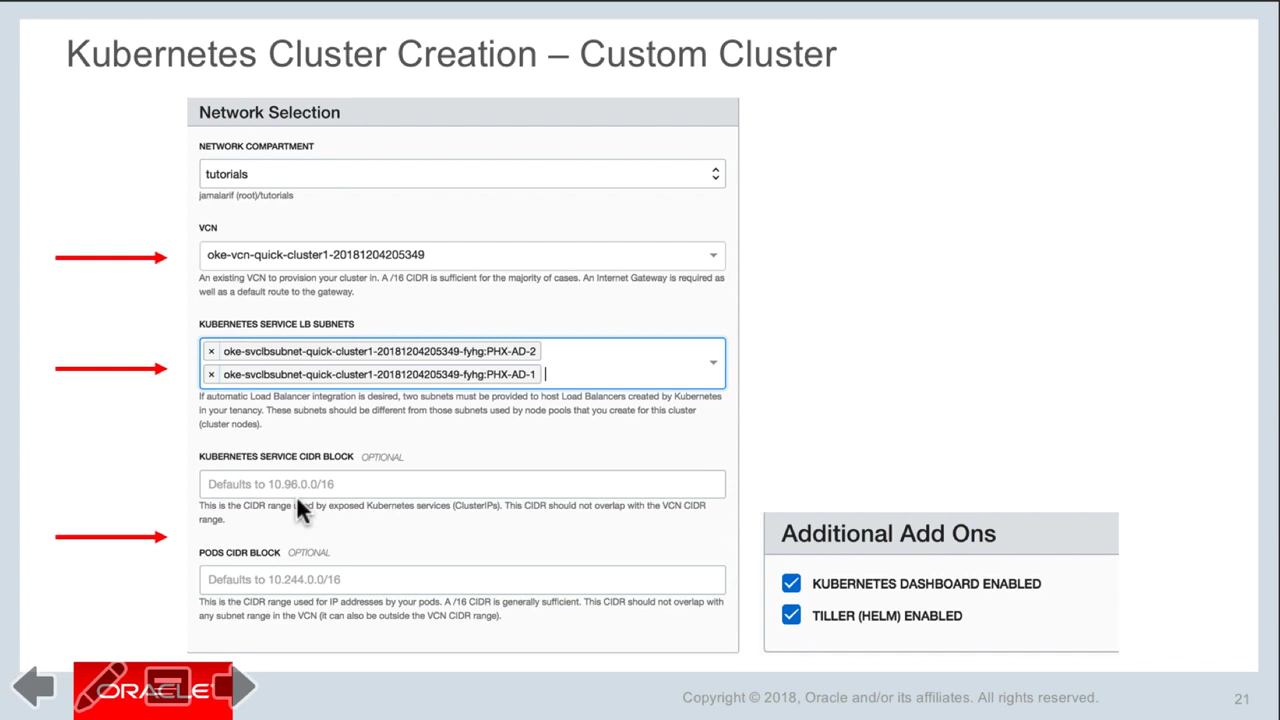 Kubernetes Cluster Creation – Custom Cluster
Network Selection
NETWORK COMPARTMENT
tutorials
jamalarif (root)/tutorials
VCN
oke-vcn-quick-cluster1-20181204205349
An existing VCN to provision your cluster in. A /16 CIDR is sufficient for the majority of cases. An Internet Gateway is required as
well as a default route to the gateway.
KUBERNETES SERVICE LB SUBNETS
× oke-svclbsubnet-quick-cluster1-20181204205349-fyhg:PHX-AD-2
× oke-svclbsubnet-quick-cluster1-20181204205349-fyhg:PHX-AD-1
If automatic Load Balancer integration is desired, two subnets must be provided to host Load Balancers created by Kubernetes
in your tenancy. These subnets should be different from those subnets used by node pools that you create for this cluster
(cluster nodes).
KUBERNETES SERVICE CIDR BLOCK OPTIONAL
Defaults to 10.96.0.0/16
This is the CIDR range used by exposed Kubernetes services (ClusterIPs). This CIDR should not overlap with the VCN CIDR
range.
PODS CIDR BLOCK OPTIONAL
Defaults to 10.244.0.0/16
This is the CIDR range used for IP addresses by your pods. A /16 CIDR is generally sufficient. This CIDR should not overlap with
any subnet range in the VCN (it can also be outside the VCN CIDR range).
Additional Add Ons
KUBERNETES DASHBOARD ENABLED
TILLER (HELM) ENABLED
ORACLE
Copyright © 2018, Oracle and/or its affiliates. All rights reserved.
21